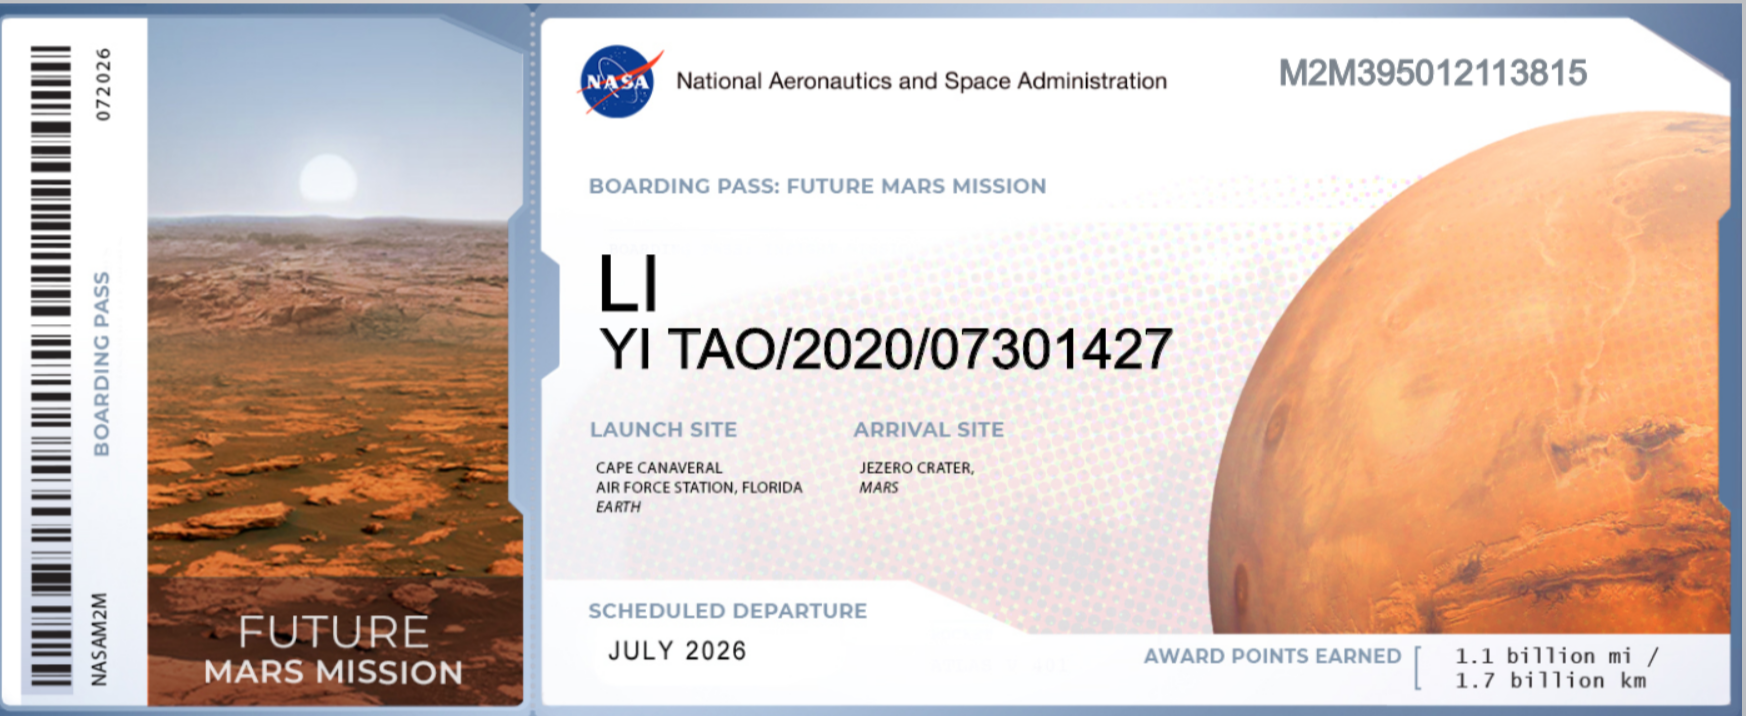 072026
BOARDING PASS
NASAM2M
FUTURE
MARS MISSION
NASA
National Aeronautics and Space Administration
M2M395012113815
BOARDING PASS: FUTURE MARS MISSION
LI
YI TAO/2020/07301427
LAUNCH SITE
CAPE CANAVERAL
AIR FORCE STATION, FLORIDA
EARTH
ARRIVAL SITE
JEZERO CRATER,
MARS
SCHEDULED DEPARTURE
JULY 2026
AWARD POINTS EARNED
1.1 billion mi /
1.7 billion km